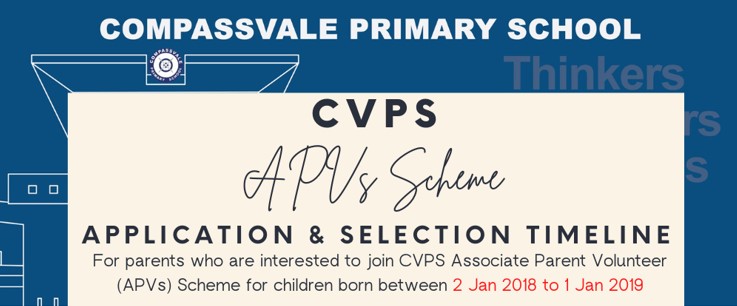 COMPASSVALE PRIMARY SCHOOL
Thinkers
rs
s
CVPS
APVs Scheme
APPLICATION & SELECTION TIMELINE
For parents who are interested to join CVPS Associate Parent Volunteer
(APVs) Scheme for children born between 2 Jan 2018 to 1 Jan 2019